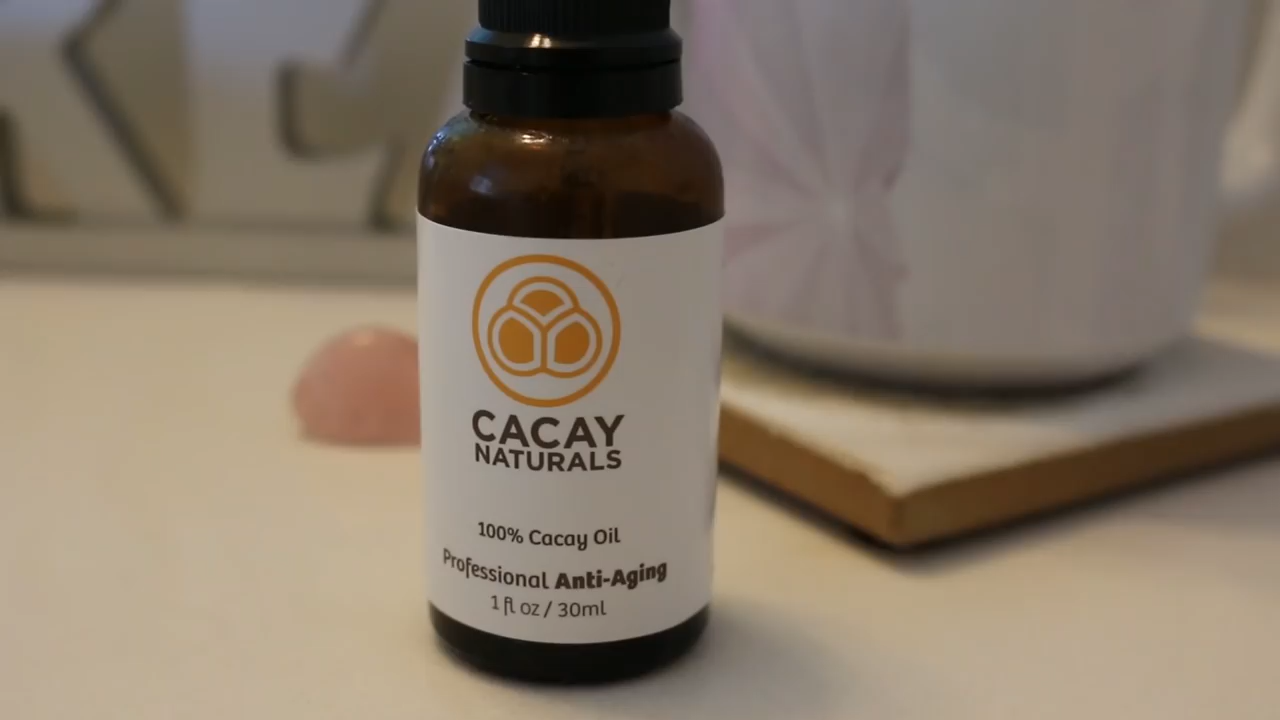 CACAY
NATURALS
100% Cacay Oil
Professional Anti-Aging
1 fl oz / 30ml